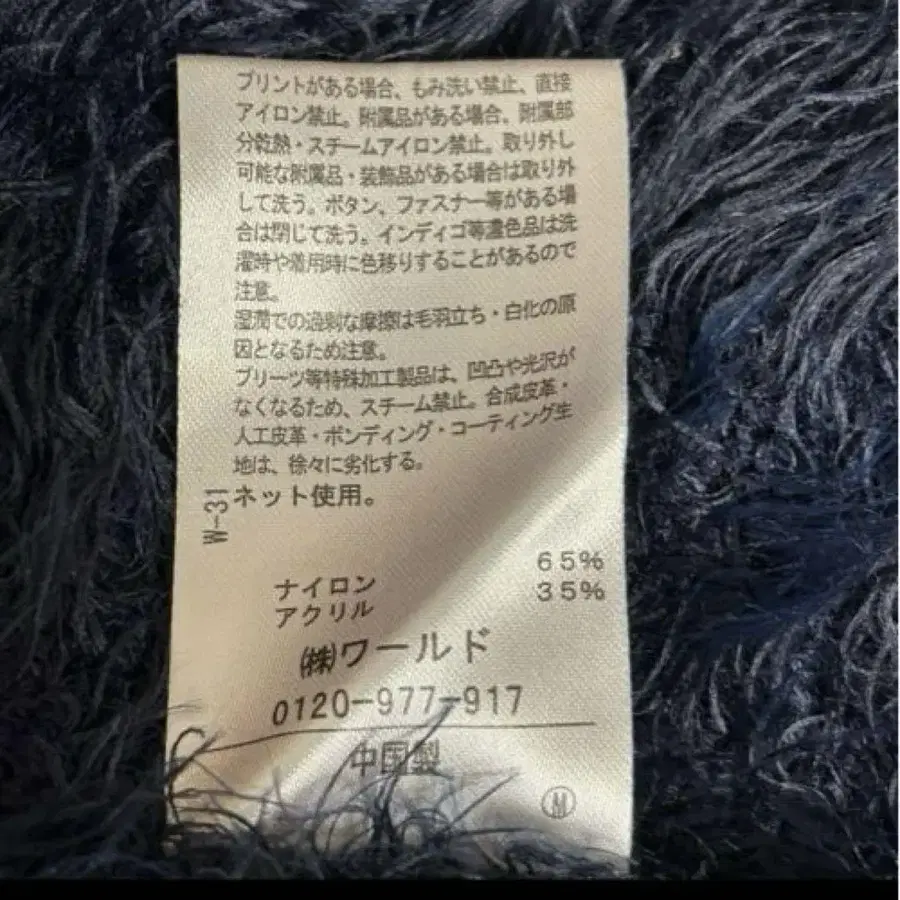 プリントがある場合、もみ洗い禁止、直接
アイロン禁止。附属品がある場合、附属部
分乾熱・スチームアイロン禁止。取り外し
可能な附属品・装飾品がある場合は取り外
して洗う。ボタン、ファスナー等がある場
合は閉じて洗う。インディゴ等濃色品は洗
濯時や着用時に色移りすることがあるので
注意。
湿潤での過剰な摩擦は毛羽立ち・白化の原
因となるため注意。
プリーツ等特殊加工製品は、凹凸や光沢が
なくなるため、スチーム禁止。合成皮革・
人工皮革・ボンディング・コーティング生
地は、徐々に劣化する。
ネット使用。
W-31
ナイロン 65%
アクリル 35%
㈱ワールド
0120-977-917
中国製
Ⓜ